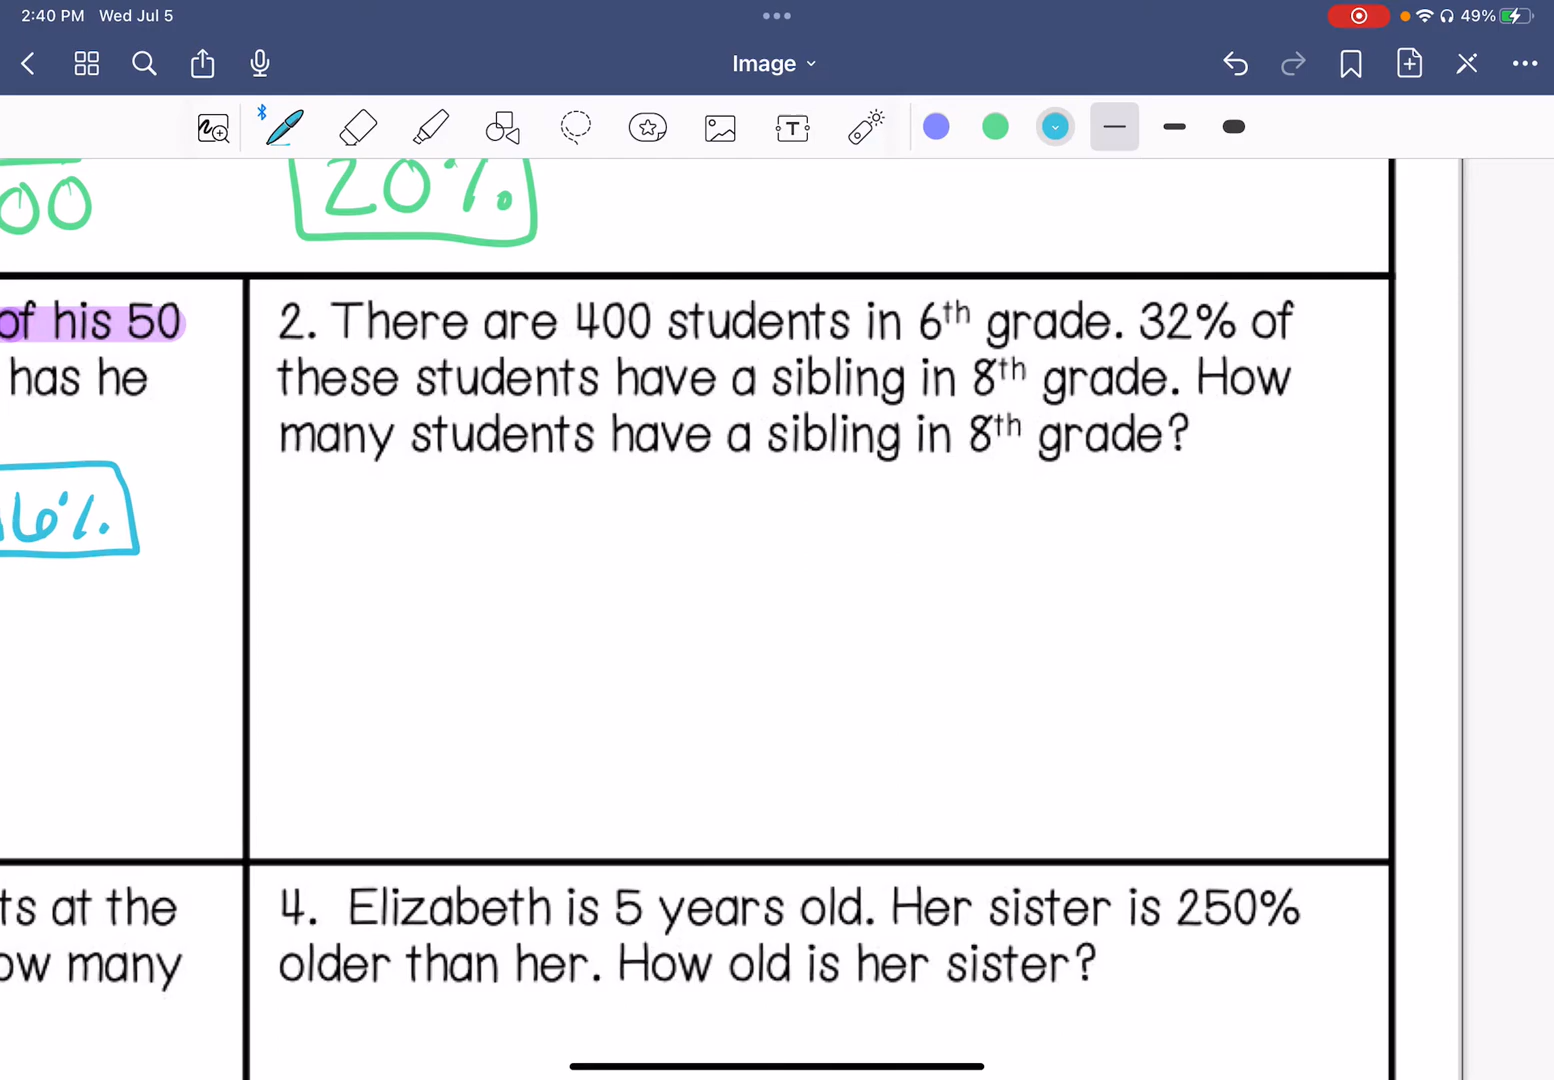 2:40 PM Wed Jul 5
49%
Image
T
00
20%
of his 50
has he
16%
2. There are 400 students in 6th grade. 32% of
these students have a sibling in 8th grade. How
many students have a sibling in 8th grade?
ts at the
ow many
4. Elizabeth is 5 years old. Her sister is 250%
older than her. How old is her sister?